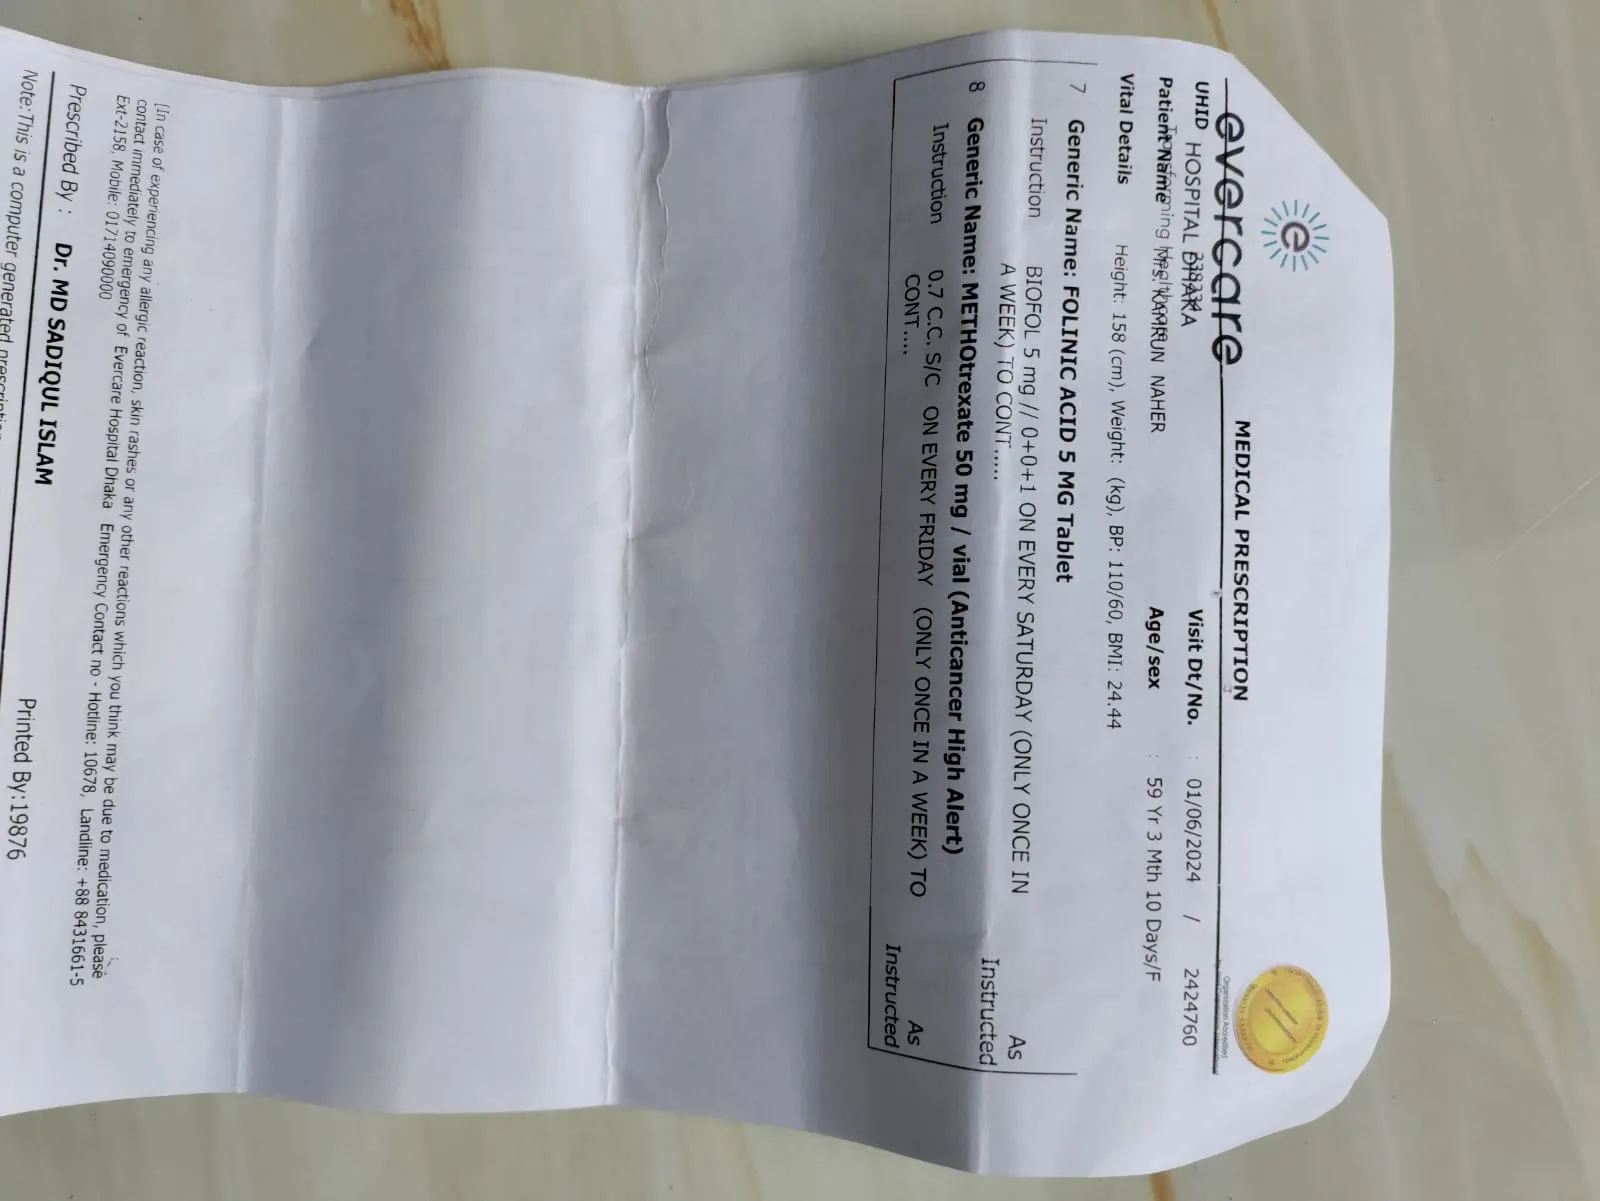 evercare
HOSPITAL DHAKA
MEDICAL PRESCRIPTION
UHID Visit Dt/No. : 01/06/2024 / 2424760
Patient Name Mrs. KAMRUN NAHER Age/sex : 59 Yr 3 Mth 10 Days/F
Vital Details Height: 158 (cm), Weight: (kg), BP: 110/60, BMI: 24.44
7 Generic Name: FOLINIC ACID 5 MG Tablet
Instruction BIOFOL 5 mg // 0+0+1 ON EVERY SATURDAY (ONLY ONCE IN As
A WEEK) TO CONT..... Instructed
8 Generic Name: METHOtrexate 50 mg / vial (Anticancer High Alert)
Instruction 0.7 C.C. S/C ON EVERY FRIDAY (ONLY ONCE IN A WEEK) TO As
CONT.... Instructed
[In case of experiencing any allergic reaction, skin rashes or any other reactions which you think may be due to medication, please
contact immediately to emergency of Evercare Hospital Dhaka Emergency Contact no - Hotline: 10678, Landline: +88 8431661-5
Ext-2158, Mobile: 01714090000
Prescribed By : Dr. MD SADIQUL ISLAM
Printed By:19876
Note:This is a computer generated prescription